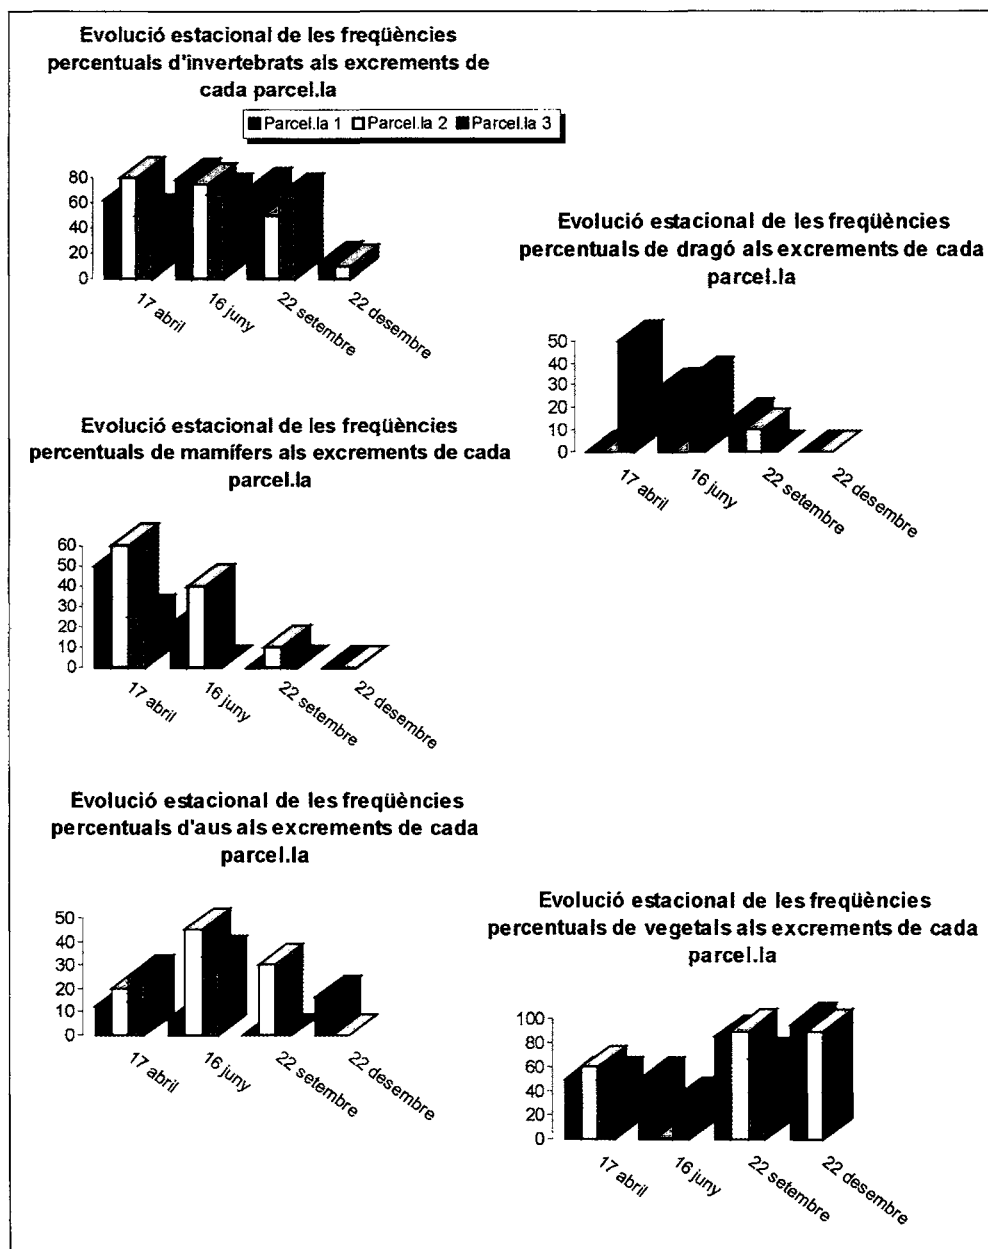 Evolució estacional de les freqüències
percentuals d'invertebrats als excrements de
cada parcel.la
Parcel.la 1 Parcel.la 2 Parcel.la 3
80
60
40
20
0
17 abril
16 juny
22 setembre
22 desembre
Evolució estacional de les freqüències
percentuals de dragó als excrements de cada
parcel.la
50
40
30
20
10
0
17 abril
16 juny
22 setembre
22 desembre
Evolució estacional de les freqüències
percentuals de mamífers als excrements de cada
parcel.la
60
50
40
30
20
10
0
17 abril
16 juny
22 setembre
22 desembre
Evolució estacional de les freqüències
percentuals d'aus als excrements de cada
parcel.la
50
40
30
20
10
0
17 abril
16 juny
22 setembre
22 desembre
Evolució estacional de les freqüències
percentuals de vegetals als excrements de cada
parcel.la
100
80
60
40
20
0
17 abril
16 juny
22 setembre
22 desembre